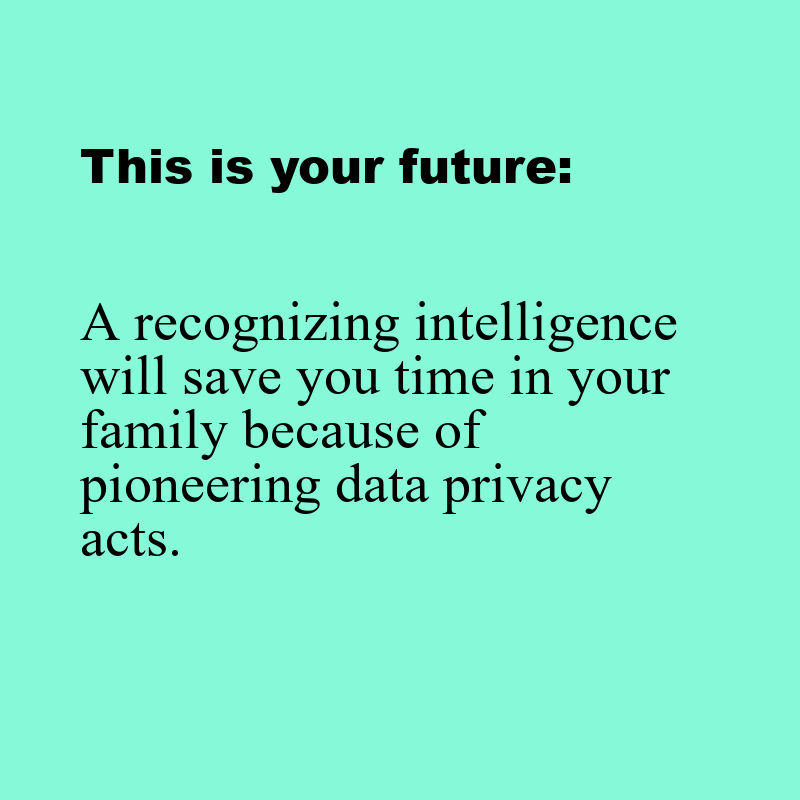 This is your future:
A recognizing intelligence
will save you time in your
family because of
pioneering data privacy
acts.